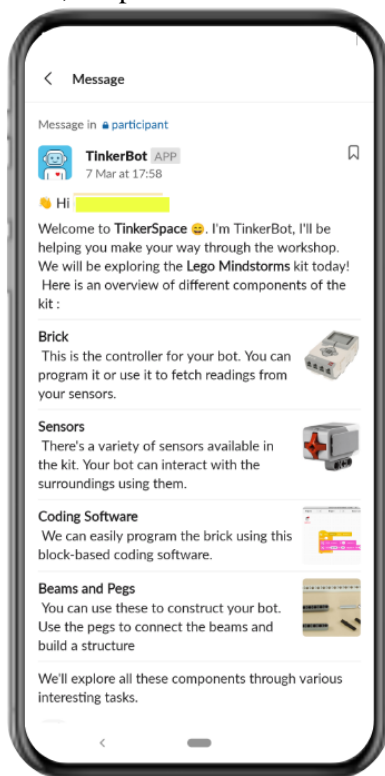 Message
Message in participant
TinkerBot APP
7 Mar at 17:58
👋 Hi
Welcome to TinkerSpace 😄. I'm TinkerBot, I'll be
helping you make your way through the workshop.
We will be exploring the Lego Mindstorms kit today!
Here is an overview of different components of the
kit :
Brick
This is the controller for your bot. You can
program it or use it to fetch readings from
your sensors.
Sensors
There's a variety of sensors available in
the kit. Your bot can interact with the
surroundings using them.
Coding Software
We can easily program the brick using this
block-based coding software.
Beams and Pegs
You can use these to construct your bot.
Use the pegs to connect the beams and
build a structure
We'll explore all these components through various
interesting tasks.